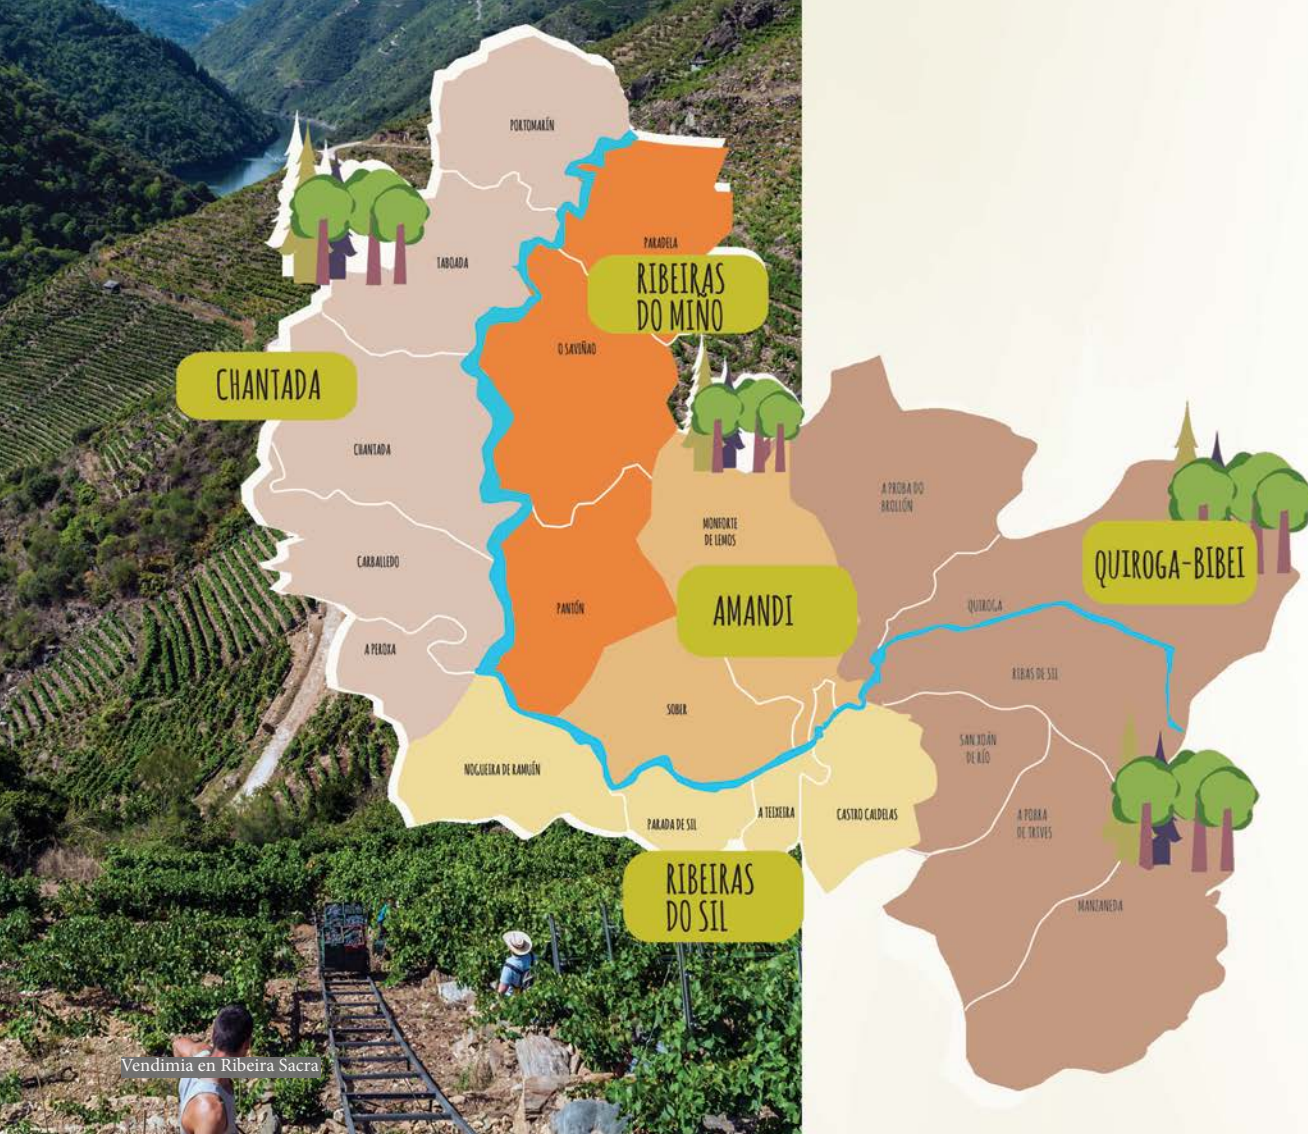 PORTOMARÍN
PARADELA
TABOADA
RIBEIRAS
DO MIÑO
O SAVIÑAO
CHANTADA
CHANTADA
A PROBA DO
BROLLÓN
MONFORTE
DE LEMOS
QUIROGA-BIBEI
CARBALLEDO
PANTÓN
AMANDI
QUIROGA
A PEROXA
RIBAS DE SIL
SOBER
SAN XOÁN
DE RÍO
NOGUEIRA DE RAMUÍN
PARADA DE SIL
A TEIXEIRA
CASTRO CALDELAS
A POBRA
DE TRIVES
RIBEIRAS
DO SIL
MANZANEDA
Vendimia en Ribeira Sacra.